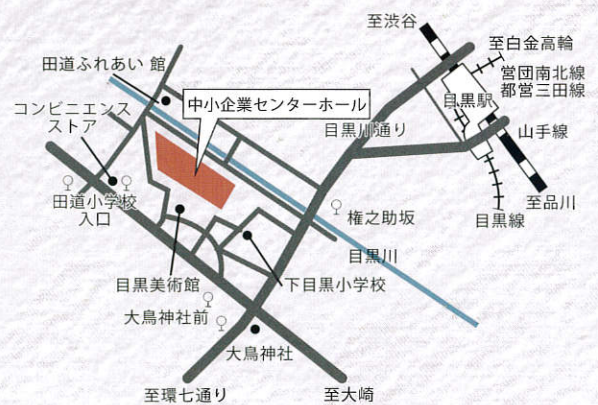 至渋谷
至白金高輪
営団南北線
都営三田線
目黒駅
山手線
至品川
目黒線
田道ふれあい 館
中小企業センターホール
コンビニエンス
ストア
目黒川通り
田道小学校
入口
権之助坂
目黒川
目黒美術館
下目黒小学校
大鳥神社前
大鳥神社
至環七通り
至大崎